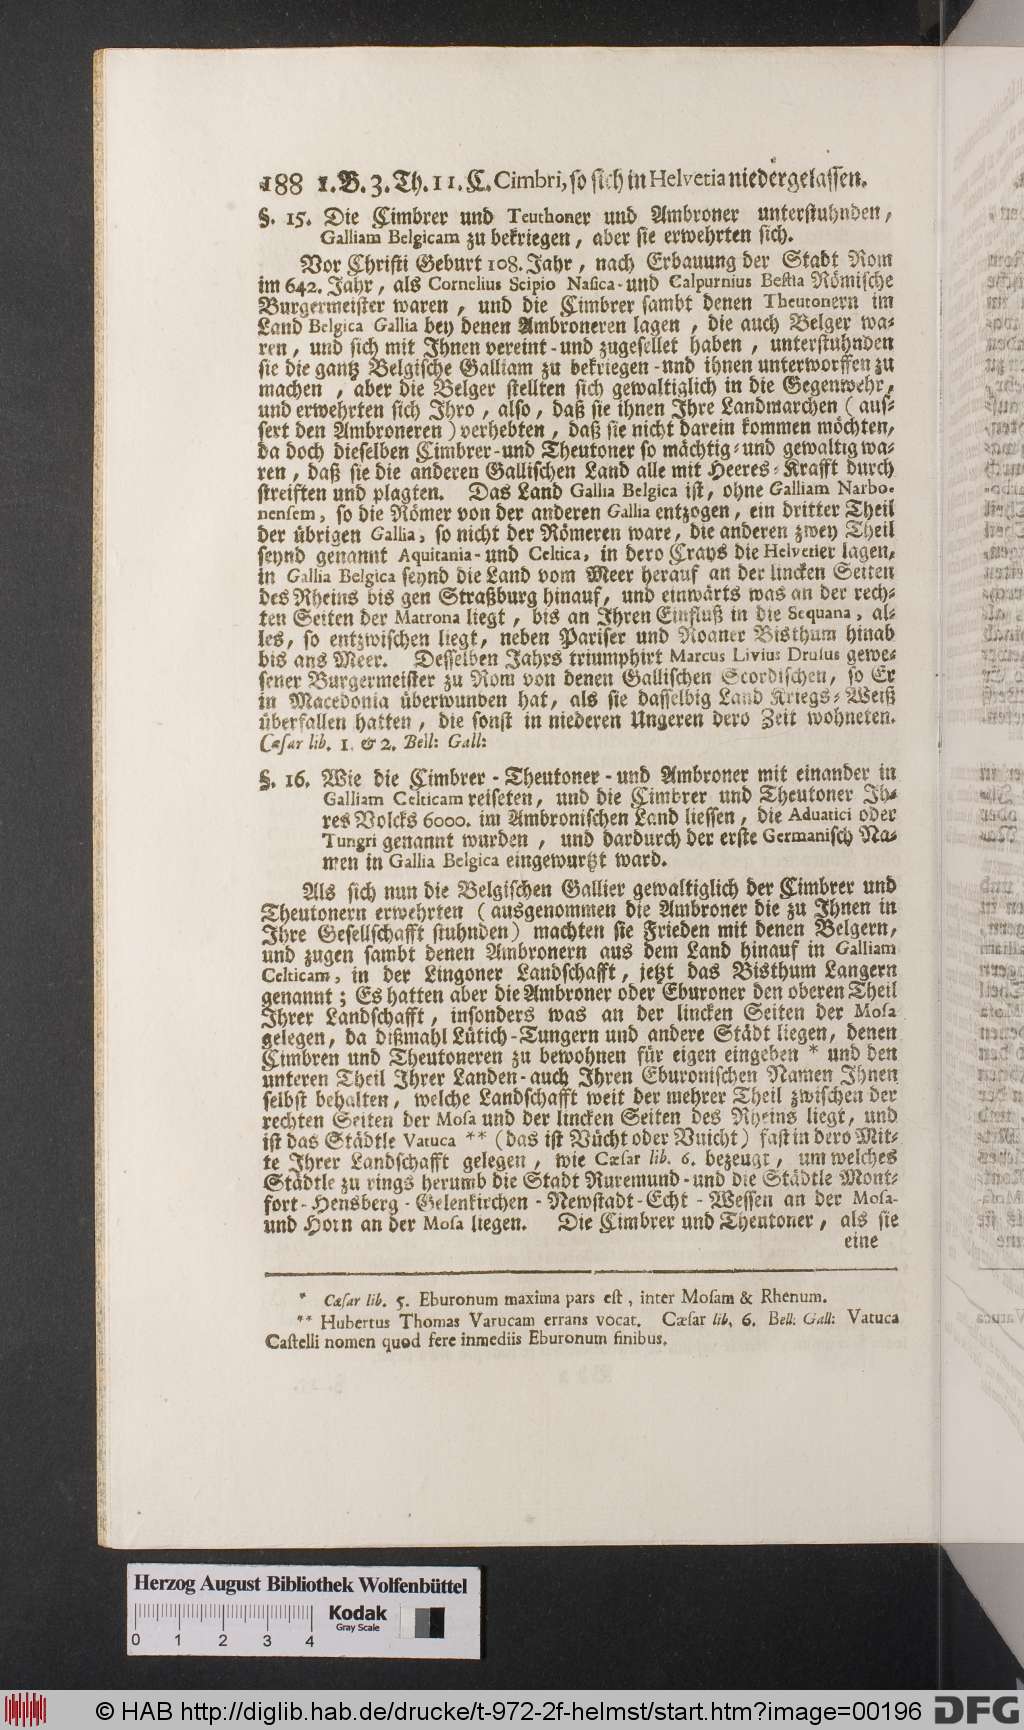 188 1. B. 3. Th. 11. C. Cimbri, so sich in Helvetia niedergelassen.
§. 15. Die Cimbrer und Teuthoner und Ambroner unterstuhnden,
Galliam Belgicam zu bekriegen, aber sie erwehrten sich.
Vor Christi Geburt 108. Jahr, nach Erbauung der Stadt Rom
im 642. Jahr, als Cornelius Scipio Nasica- und Calpurnius Bestia Römische
Burgermeister waren, und die Cimbrer sambt denen Theutonern im
Land Belgica Gallia bey denen Ambroneren lagen, die auch Belger wa-
ren, und sich mit Ihnen vereint- und zugesellet haben, unterstuhnden
sie die gantz Belgische Galliam zu bekriegen- nnd ihnen unterworffen zu
machen, aber die Belger stellten sich gewaltiglich in die Gegenwehr,
und erwehrten sich Ihro, also, daß sie ihnen Ihre Landmarchen (aus-
sert den Ambroneren) verhebten, daß sie nicht darein kommen möchten,
da doch dieselben Cimbrer- und Theutoner so mächtig- und gewaltig wa-
ren, daß sie die anderen Gallischen Land alle mit Heeres-Krafft durch
streiften und plagten. Das Land Gallia Belgica ist, ohne Galliam Narbo-
nensem, so die Römer von der anderen Gallia entzogen, ein dritter Theil
der übrigen Gallia, so nicht der Römeren ware, die anderen zwey Theil
seynd genannt Aquitania- und Celtica, in dero Crays die Helvetier lagen,
in Gallia Belgica seynd die Land vom Meer herauf an der lincken Seiten
des Rheins bis gen Straßburg hinauf, und einwärts was an der rech-
ten Seiten der Matrona liegt, bis an Ihren Einfluß in die Sequana, al-
les, so entzwischen liegt, neben Pariser und Roaner Bisthum hinab
bis ans Meer. Desselben Jahrs triumphirt Marcus Livius Drusus gewe-
sener Burgermeister zu Rom von denen Gallischen Scordischen, so Er
in Macedonia überwunden hat, als sie dasselbig Land Kriegs-Weiß
überfallen hatten, die sonst in niederen Ungeren dero Zeit wohneten.
Cæsar lib. 1. & 2. Bell: Gall:
§. 16. Wie die Cimbrer- Theutoner- und Ambroner mit einander in
Galliam Celticam reiseten, und die Cimbrer und Theutoner Ih-
res Volcks 6000. im Ambronischen Land liessen, die Aduatici oder
Tungri genannt wurden, und dardurch der erste Germanisch Na-
men in Gallia Belgica eingewurtzt ward.
Als sich nun die Belgischen Gallier gewaltiglich der Cimbrer und
Theutonern erwehrten (ausgenommen die Ambroner die zu Ihnen in
Ihre Gesellschafft stuhnden) machten sie Frieden mit denen Belgern,
und zugen sambt denen Ambronern aus dem Land hinauf in Galliam
Celticam, in der Lingoner Landschafft, jetzt das Bisthum Langern
genannt; Es hatten aber die Ambroner oder Eburoner den oberen Theil
Ihrer Landschafft, insonders was an der lincken Seiten der Mosa
gelegen, da dißmahl Lütich- Tungern und andere Städt liegen, denen
Cimbren und Theutoneren zu bewohnen für eigen eingeben * und den
unteren Theil Ihrer Landen- auch Ihren Eburonischen Namen Ihnen
selbst behalten, welche Landschafft weit der mehrer Theil zwischen der
rechten Seiten der Mosa und der lincken Seiten des Rheins liegt, und
ist das Städtle Vatuca ** (das ist Vücht oder Vuicht) fast in dero Mit-
te Ihrer Landschafft gelegen, wie Cæsar lib. 6. bezeugt, um welches
Städtle zu rings herumb die Stadt Ruremund- und die Städtle Mont-
fort- Hensberg- Gelenkirchen- Newstadt- Echt- Wessen an der Mosa-
und Horn an der Mosa liegen. Die Cimbrer und Theutoner, als sie
eine
* Cæsar lib. 5. Eburonum maxima pars est, inter Mosam & Rhenum.
** Hubertus Thomas Varucam errans vocat. Cæsar lib. 6. Bell: Gall: Vatuca
Castelli nomen quod fere inmediis Eburonum finibus.
Herzog August Bibliothek Wolfenbüttel
Kodak
Gray Scale
0 1 2 3 4
© HAB http://diglib.hab.de/drucke/t-972-2f-helmst/start.htm?image=00196 DFG